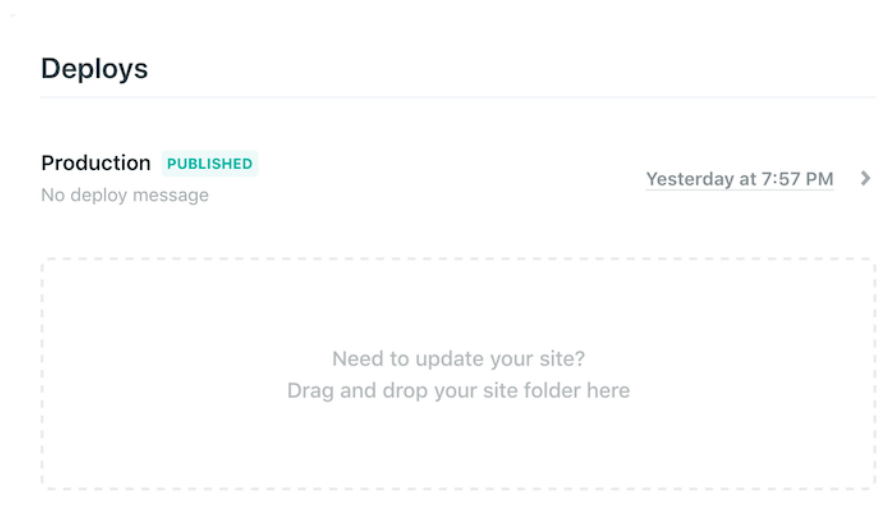 Deploys
Production PUBLISHED
No deploy message
Yesterday at 7:57 PM
Need to update your site?
Drag and drop your site folder here